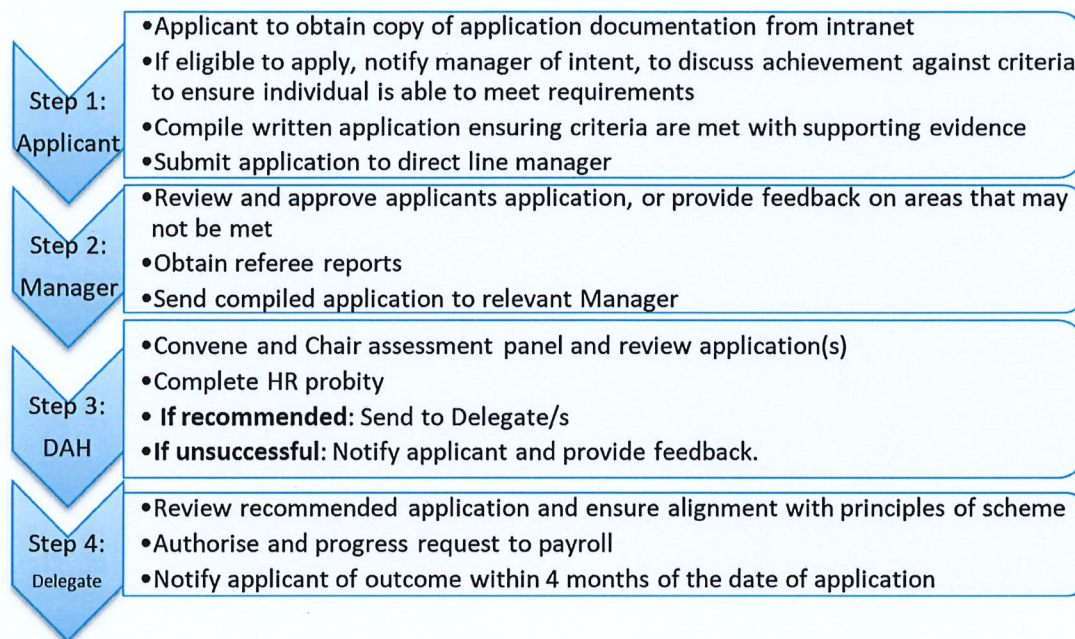 Step 1:
Applicant
•Applicant to obtain copy of application documentation from intranet
•If eligible to apply, notify manager of intent, to discuss achievement against criteria
to ensure individual is able to meet requirements
•Compile written application ensuring criteria are met with supporting evidence
•Submit application to direct line manager
Step 2:
Manager
•Review and approve applicants application, or provide feedback on areas that may
not be met
•Obtain referee reports
•Send compiled application to relevant Manager
Step 3:
DAH
•Convene and Chair assessment panel and review application(s)
•Complete HR probity
• If recommended: Send to Delegate/s
•If unsuccessful: Notify applicant and provide feedback.
Step 4:
Delegate
•Review recommended application and ensure alignment with principles of scheme
•Authorise and progress request to payroll
•Notify applicant of outcome within 4 months of the date of application